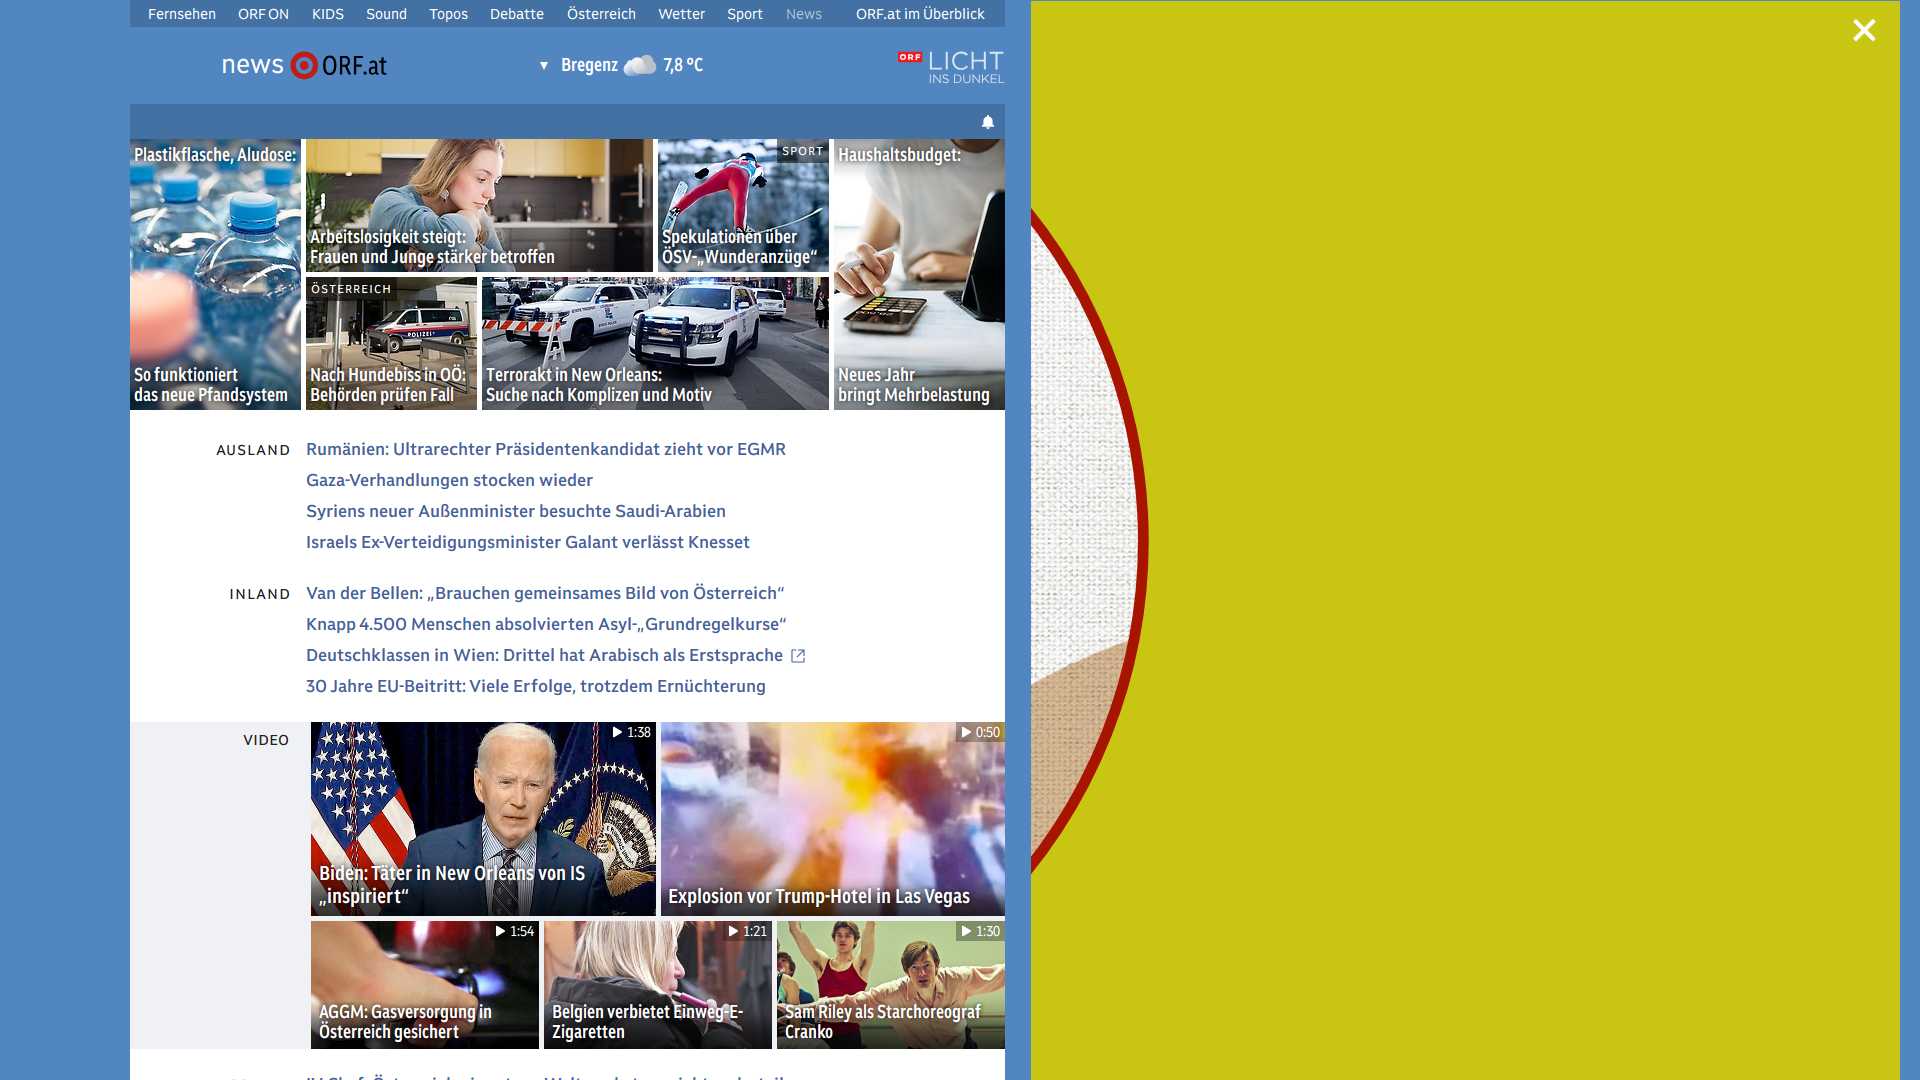 Fernsehen ORF ON KIDS Sound Topos Debatte Österreich Wetter Sport News ORF.at im Überblick
news ORF.at
Bregenz 7,8 °C
ORF LICHT
INS DUNKEL
Plastikflasche, Aludose:
So funktioniert
das neue Pfandsystem
Arbeitslosigkeit steigt:
Frauen und Junge stärker betroffen
SPORT
Spekulationen über
ÖSV-„Wunderanzüge“
Haushaltsbudget:
Neues Jahr
bringt Mehrbelastung
ÖSTERREICH
POLIZEI
Nach Hundebiss in OÖ:
Behörden prüfen Fall
Terrorakt in New Orleans:
Suche nach Komplizen und Motiv
AUSLAND
Rumänien: Ultrarechter Präsidentenkandidat zieht vor EGMR
Gaza-Verhandlungen stocken wieder
Syriens neuer Außenminister besuchte Saudi-Arabien
Israels Ex-Verteidigungsminister Galant verlässt Knesset
INLAND
Van der Bellen: „Brauchen gemeinsames Bild von Österreich“
Knapp 4.500 Menschen absolvierten Asyl-„Grundregelkurse“
Deutschklassen in Wien: Drittel hat Arabisch als Erstsprache
30 Jahre EU-Beitritt: Viele Erfolge, trotzdem Ernüchterung
VIDEO
1:38
Biden: Täter in New Orleans von IS
„inspiriert“
0:50
Explosion vor Trump-Hotel in Las Vegas
1:54
AGGM: Gasversorgung in
Österreich gesichert
1:21
Belgien verbietet Einweg-E-
Zigaretten
1:30
Sam Riley als Starchoreograf
Cranko